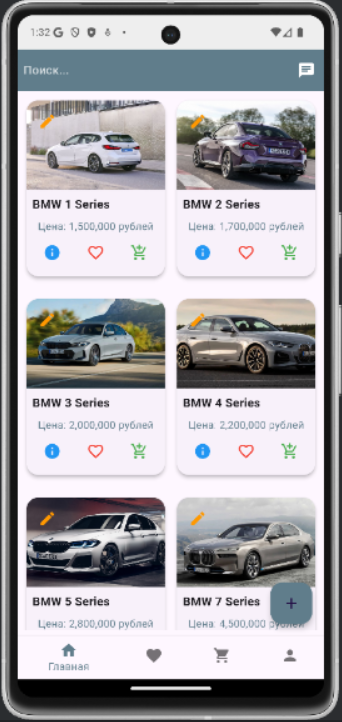 1:32
Поиск...
BMW 1 Series
Цена: 1,500,000 рублей
BMW 2 Series
Цена: 1,700,000 рублей
BMW 3 Series
Цена: 2,000,000 рублей
BMW 4 Series
Цена: 2,200,000 рублей
BMW 5 Series
Цена: 2,800,000 рублей
BMW 7 Series
Цена: 4,500,000 рублей
Главная